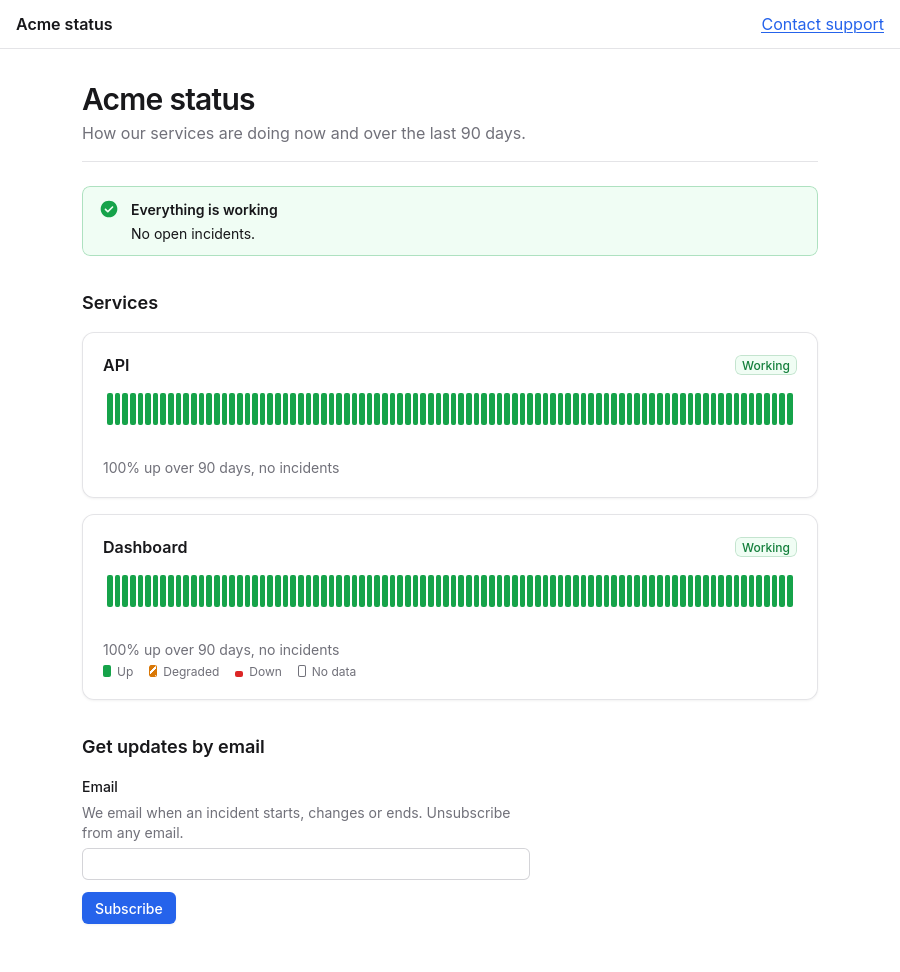 Acme status
Contact support
Acme status
How our services are doing now and over the last 90 days.
Everything is working
No open incidents.
Services
API
Working
100% up over 90 days, no incidents
Dashboard
Working
100% up over 90 days, no incidents
Up Degraded Down No data
Get updates by email
Email
We email when an incident starts, changes or ends. Unsubscribe
from any email.
Subscribe